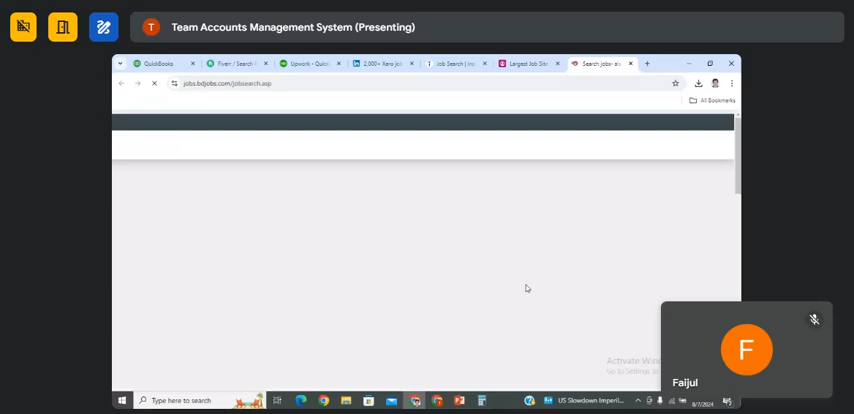 T Team Accounts Management System (Presenting)
QuickBooks
Fiverr / Search R
Upwork - Quick
2,000+ Xero job
Job Search | Ind
Largest Job Site
Search jobs- al
jobs.bdjobs.com/jobsearch.asp
All Bookmarks
Activate Win
Go to Settings to
F
Faijul
Type here to search
US Slowdown Imperili...
8/7/2024